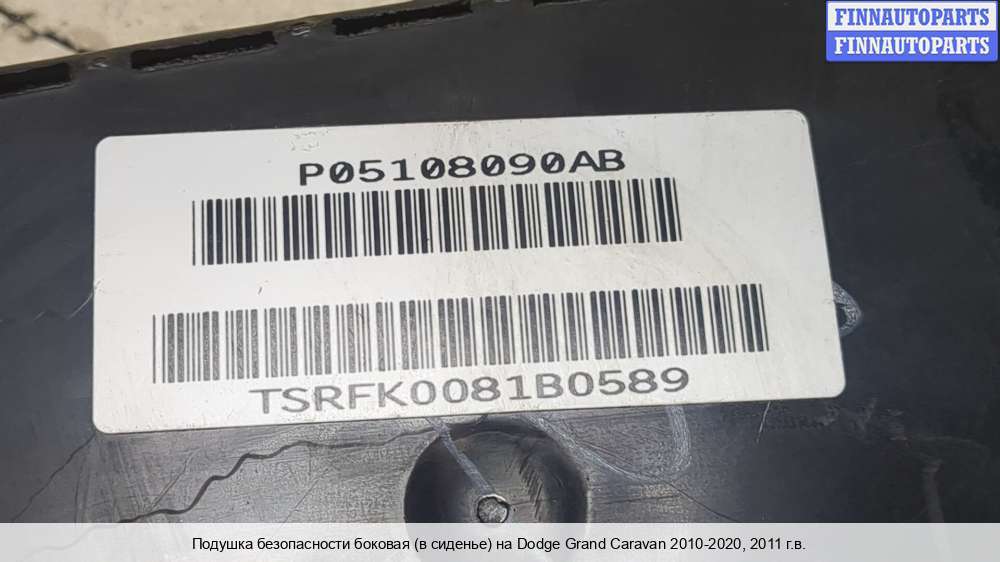 FINNAUTOPARTS
FINNAUTOPARTS
P05108090AB
TSRFK0081B0589
Подушка безопасности боковая (в сиденье) на Dodge Grand Caravan 2010-2020, 2011 г.в.